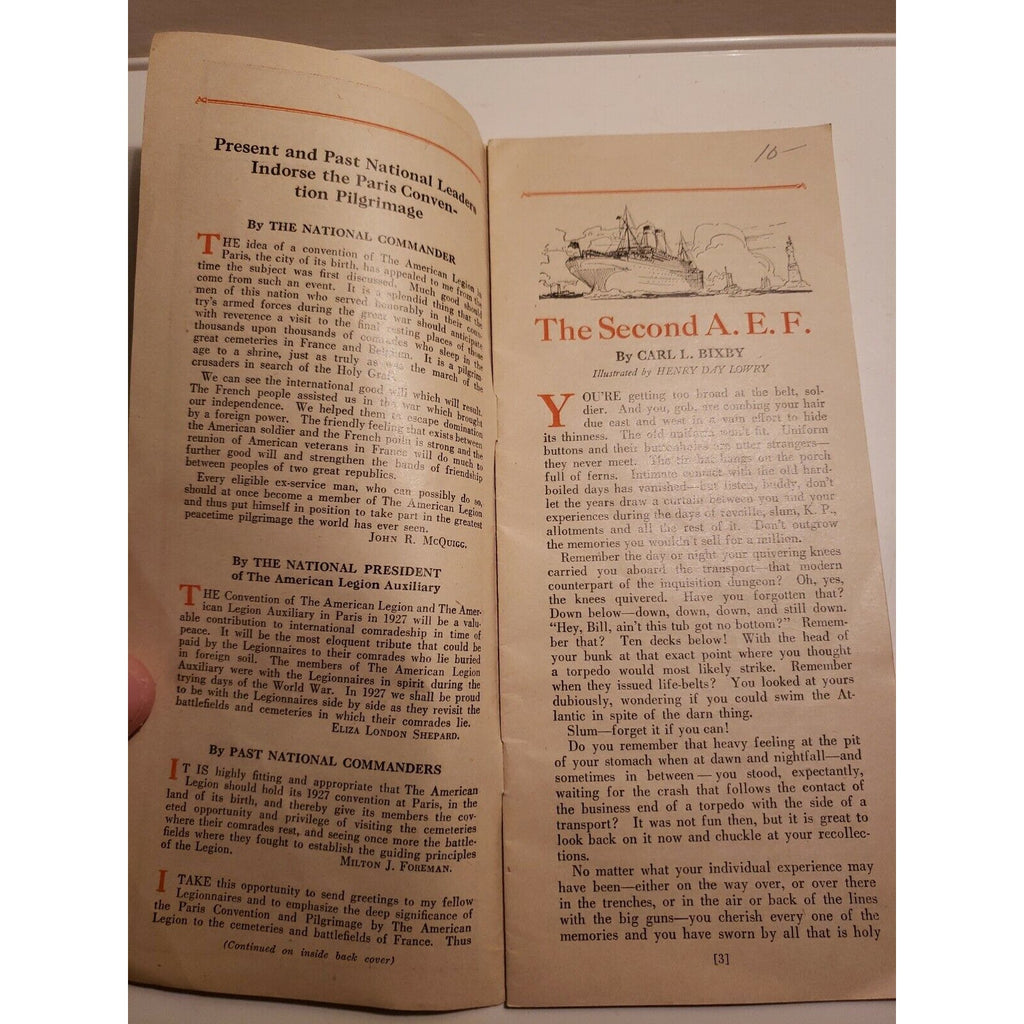 Present and Past National Leaders
Indorse the Paris Conven-
tion Pilgrimage
By THE NATIONAL COMMANDER
THE idea of a convention of The American Legion in
Paris, the city of its birth, has appealed to me from the
time the subject was first discussed. Much good should
come from such an event. It is a splendid thing that the
men of this nation who served honorably in their coun-
try's armed forces during the great war should anticipate
with reverence a visit to the final resting places of those
thousands upon thousands of comrades who sleep in the
great cemeteries in France and Belgium. It is a pilgrim-
age to a shrine, just as truly as was the march of the
crusaders in search of the Holy Grail.
We can see the international good will which will result.
The French people assisted us in the war which brought
our independence. We helped them to escape domination
by a foreign power. The friendly feeling that exists between
the American soldier and the French poilu is strong and the
reunion of American veterans in France will do much to
further good will and strengthen the bands of friendship
between peoples of two great republics.
Every eligible ex-service man, who can possibly do so,
should at once become a member of The American Legion
and thus put himself in position to take part in the greatest
peacetime pilgrimage the world has ever seen.
JOHN R. McQUIGG.
By THE NATIONAL PRESIDENT
of The American Legion Auxiliary
THE Convention of The American Legion and The Amer-
ican Legion Auxiliary in Paris in 1927 will be a valu-
able contribution to international comradeship in time of
peace. It will be the most eloquent tribute that could be
paid by the Legionnaires to their comrades who lie buried
in foreign soil. The members of The American Legion
Auxiliary were with the Legionnaires in spirit during the
trying days of the World War. In 1927 we shall be proud
to be with the Legionnaires side by side as they revisit the
battlefields and cemeteries in which their comrades lie.
ELIZA LONDON SHEPARD.
By PAST NATIONAL COMMANDERS
IT IS highly fitting and appropriate that The American
Legion should hold its 1927 convention at Paris, in the
land of its birth, and thereby give its members the cov-
eted opportunity and privilege of visiting the cemeteries
where their comrades rest, and seeing once more the battle-
fields where they fought to establish the guiding principles
of the Legion.
MILTON J. FOREMAN.
I TAKE this opportunity to send greetings to my fellow
Legionnaires and to emphasize the deep significance of
the Paris Convention and Pilgrimage by The American
Legion to the cemeteries and battlefields of France. Thus
(Continued on inside back cover)
10—
The Second A. E. F.
By CARL L. BIXBY
Illustrated by HENRY DAY LOWRY
YOU'RE getting too broad at the belt, sol-
dier. And you, gob, are combing your hair
due east and west in a vain effort to hide
its thinness. The old uniform won't fit. Uniform
buttons and their buttonholes are utter strangers—
they never meet. The tin hat hangs on the porch
full of ferns. Intimate contact with the old hard-
boiled days has vanished—but listen, buddy, don't
let the years draw a curtain between you and your
experiences during the days of reveille, slum, K. P.,
allotments and all the rest of it. Don't outgrow
the memories you wouldn't sell for a million.
Remember the day or night your quivering knees
carried you aboard the transport—that modern
counterpart of the inquisition dungeon? Oh, yes,
the knees quivered. Have you forgotten that?
Down below—down, down, down, and still down.
"Hey, Bill, ain't this tub got no bottom?" Remem-
ber that? Ten decks below! With the head of
your bunk at that exact point where you thought
a torpedo would most likely strike. Remember
when they issued life-belts? You looked at yours
dubiously, wondering if you could swim the At-
lantic in spite of the darn thing.
Slum—forget it if you can!
Do you remember that heavy feeling at the pit
of your stomach when at dawn and nightfall—and
sometimes in between—you stood, expectantly,
waiting for the crash that follows the contact of
the business end of a torpedo with the side of a
transport? It was not fun then, but it is great to
look back on it now and chuckle at your recollec-
tions.
No matter what your individual experience may
have been—either on the way over, or over there
in the trenches, or in the air or back of the lines
with the big guns—you cherish every one of the
memories and you have sworn by all that is holy
[3]